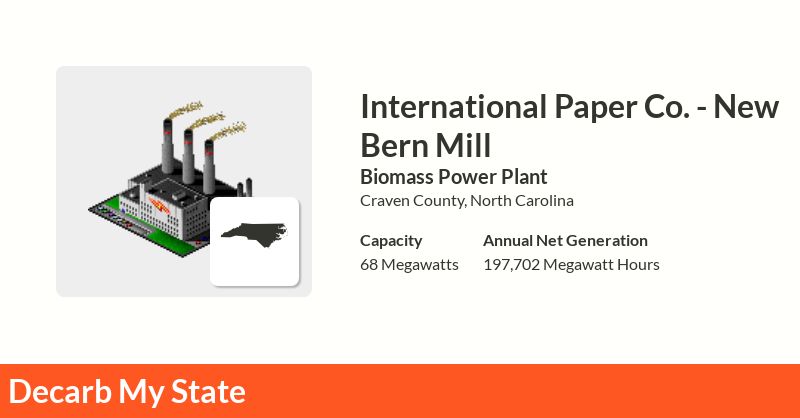 International Paper Co. - New
Bern Mill
Biomass Power Plant
Craven County, North Carolina
Capacity
68 Megawatts
Annual Net Generation
197,702 Megawatt Hours
Decarb My State